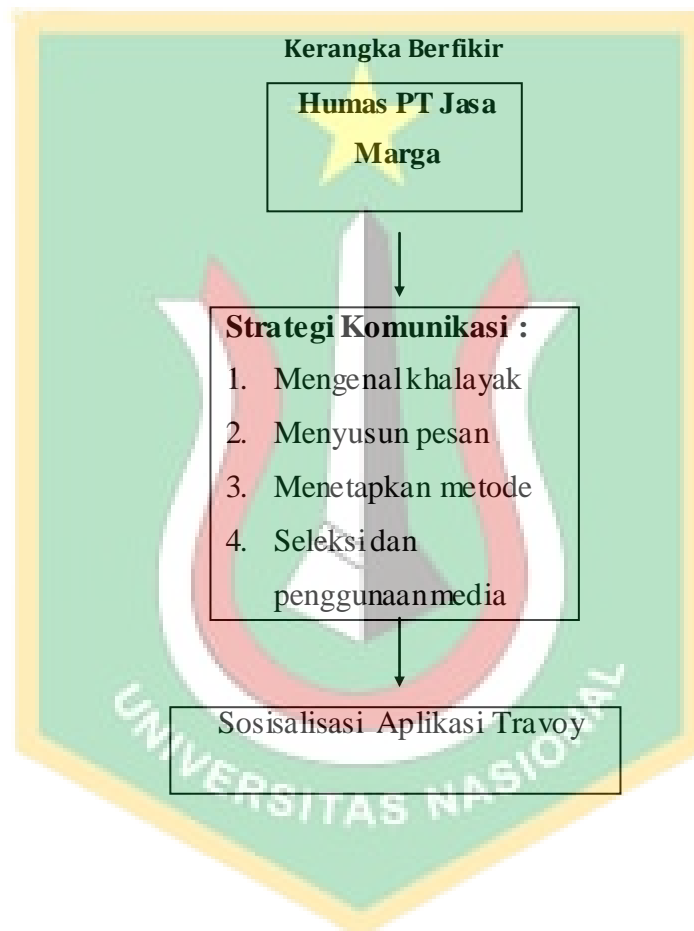 Kerangka Berfikir
Humas PT Jasa
Marga
Strategi Komunikasi :
1. Mengenal khalayak
2. Menyusun pesan
3. Menetapkan metode
4. Seleksi dan
penggunaan media
Sosisalisasi Aplikasi Travoy
UNIVERSITAS NASIONAL